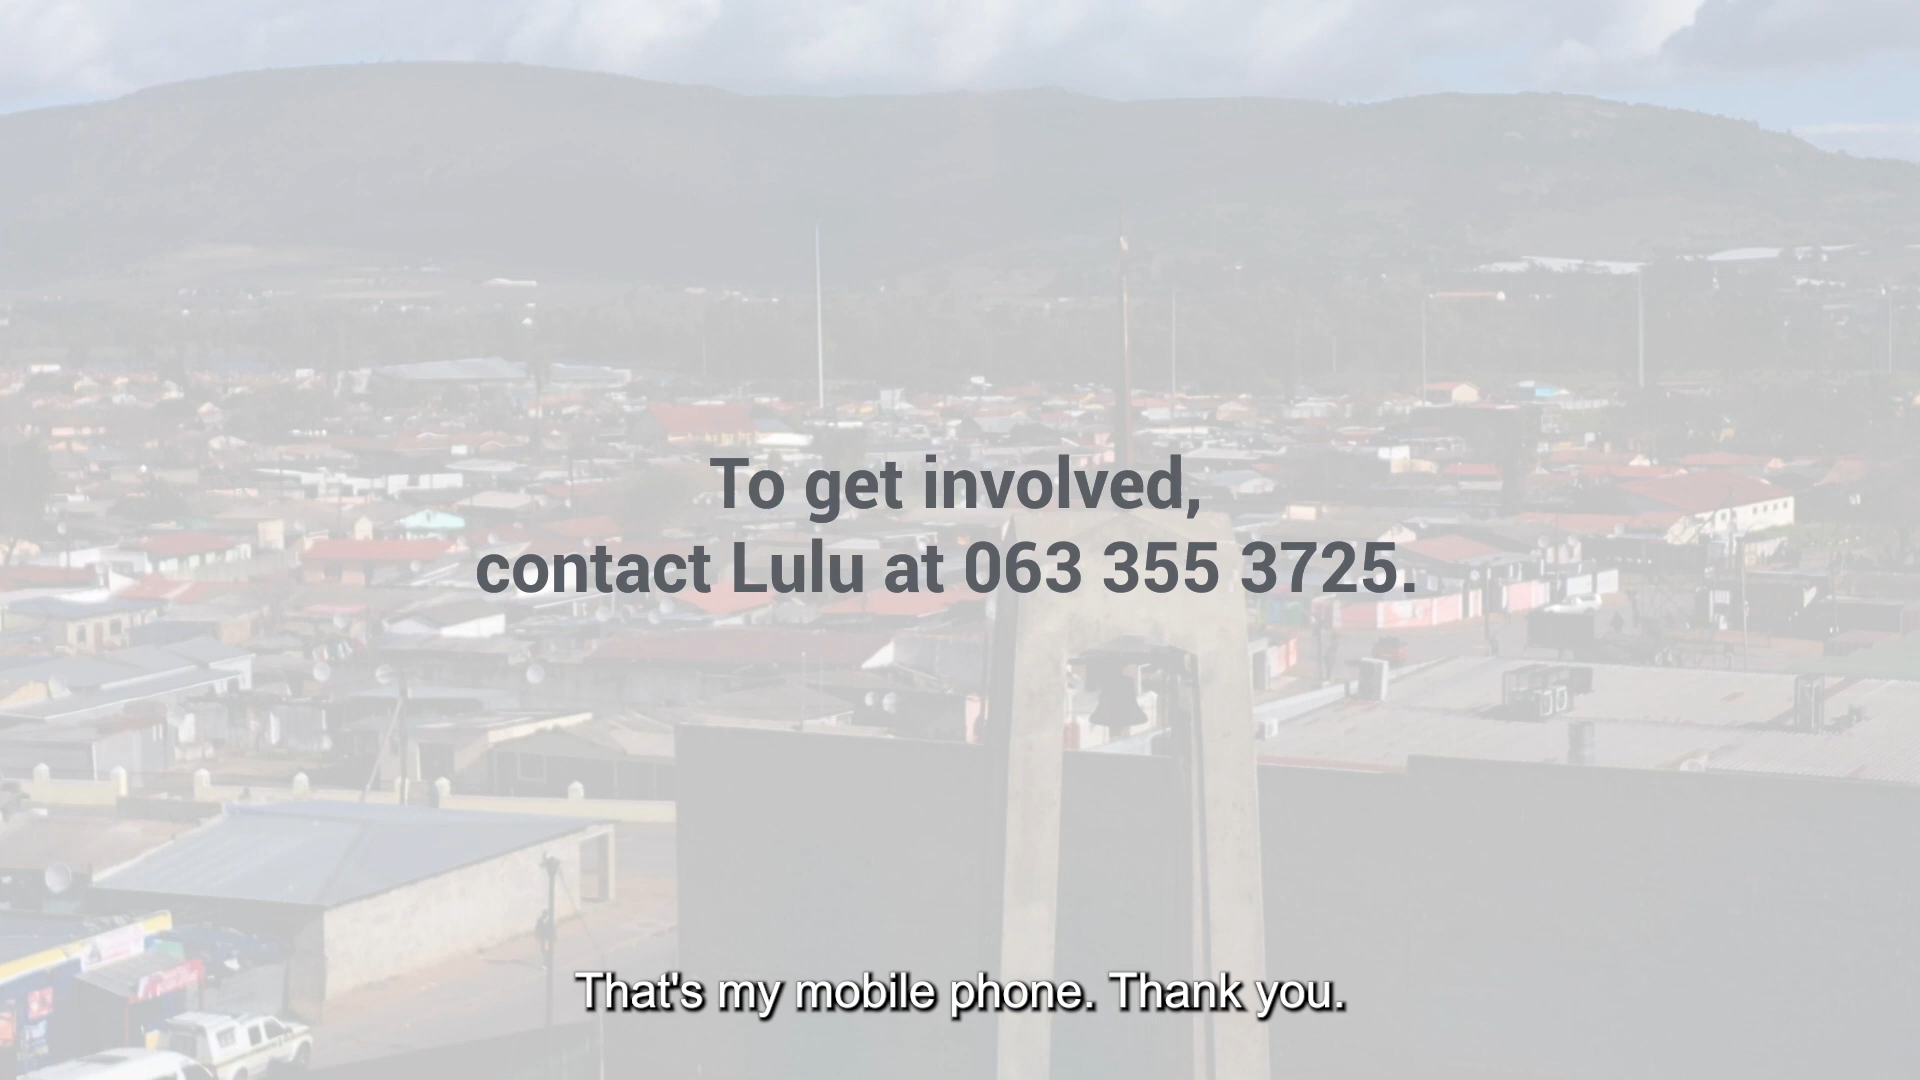 To get involved,
contact Lulu at 063 355 3725.
That's my mobile phone. Thank you.